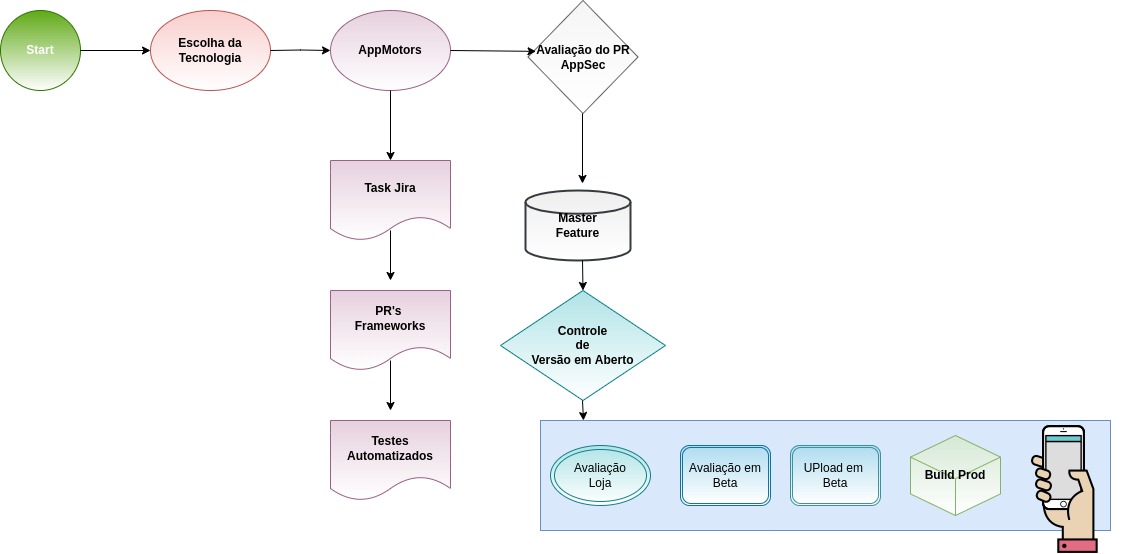 Start
Escolha da
Tecnologia
AppMotors
Avaliação do PR
AppSec
Task Jira
Master
Feature
PR's
Frameworks
Controle
de
Versão em Aberto
Testes
Automatizados
Avaliação
Loja
Avaliação em
Beta
UPload em
Beta
Build Prod